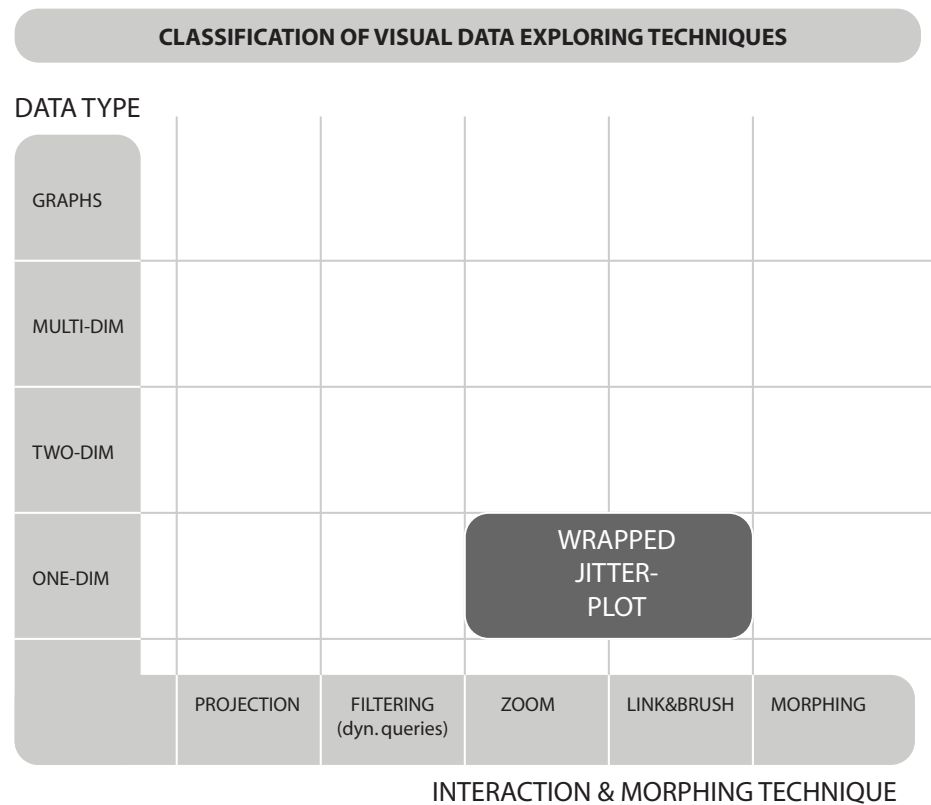 CLASSIFICATION OF VISUAL DATA EXPLORING TECHNIQUES
DATA TYPE
GRAPHS
MULTI-DIM
TWO-DIM
ONE-DIM
WRAPPED
JITTER-
PLOT
PROJECTION
FILTERING
(dyn. queries)
ZOOM
LINK&BRUSH
MORPHING
INTERACTION & MORPHING TECHNIQUE